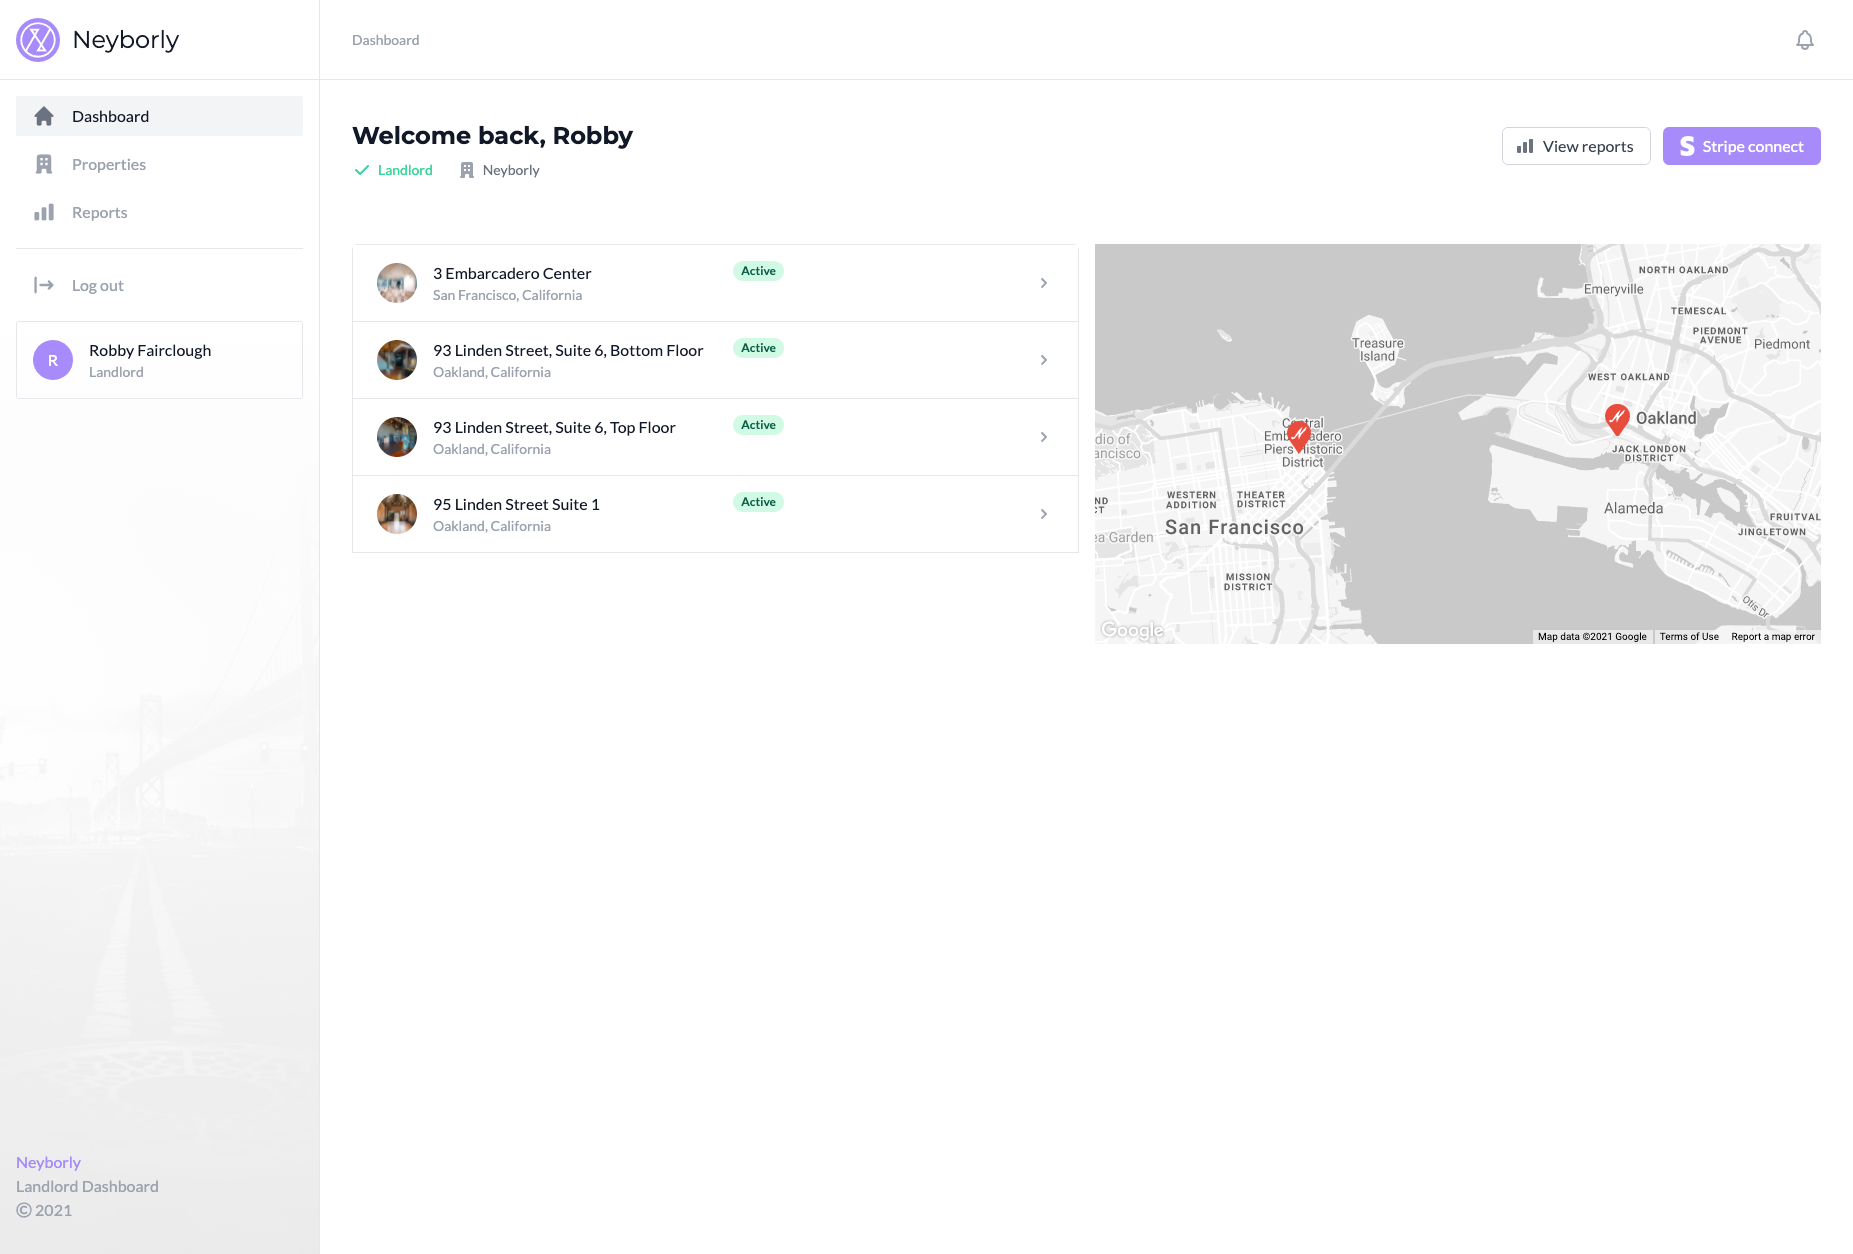 Neyborly
Dashboard
Dashboard
Properties
Reports
Log out
R
Robby Fairclough
Landlord
Neyborly
Landlord Dashboard
© 2021
Welcome back, Robby
Landlord
Neyborly
View reports
Stripe connect
3 Embarcadero Center
San Francisco, California
Active
93 Linden Street, Suite 6, Bottom Floor
Oakland, California
Active
93 Linden Street, Suite 6, Top Floor
Oakland, California
Active
95 Linden Street Suite 1
Oakland, California
Active
NORTH OAKLAND
Emeryville
TEMESCAL
PIEDMONT
AVENUE
Piedmont
Treasure
Island
WEST OAKLAND
Oakland
JACK LONDON
DISTRICT
Piers Historic
District
dio of
ancisco
WESTERN
ADDITION
THEATER
DISTRICT
ND
CT
San Francisco
ea Garden
Alameda
FRUITVAL
JINGLETOWN
MISSION
DISTRICT
Otis Dr
Google
Map data ©2021 Google
Terms of Use
Report a map error